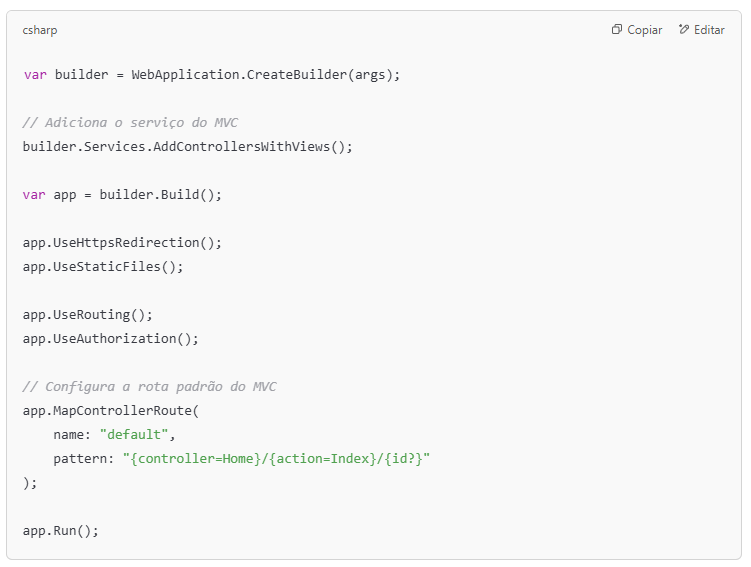 csharp
Copiar
Editar
var builder = WebApplication.CreateBuilder(args);
// Adiciona o serviço do MVC
builder.Services.AddControllersWithViews();
var app = builder.Build();
app.UseHttpsRedirection();
app.UseStaticFiles();
app.UseRouting();
app.UseAuthorization();
// Configura a rota padrão do MVC
app.MapControllerRoute(
    name: "default",
    pattern: "{controller=Home}/{action=Index}/{id?}"
);
app.Run();